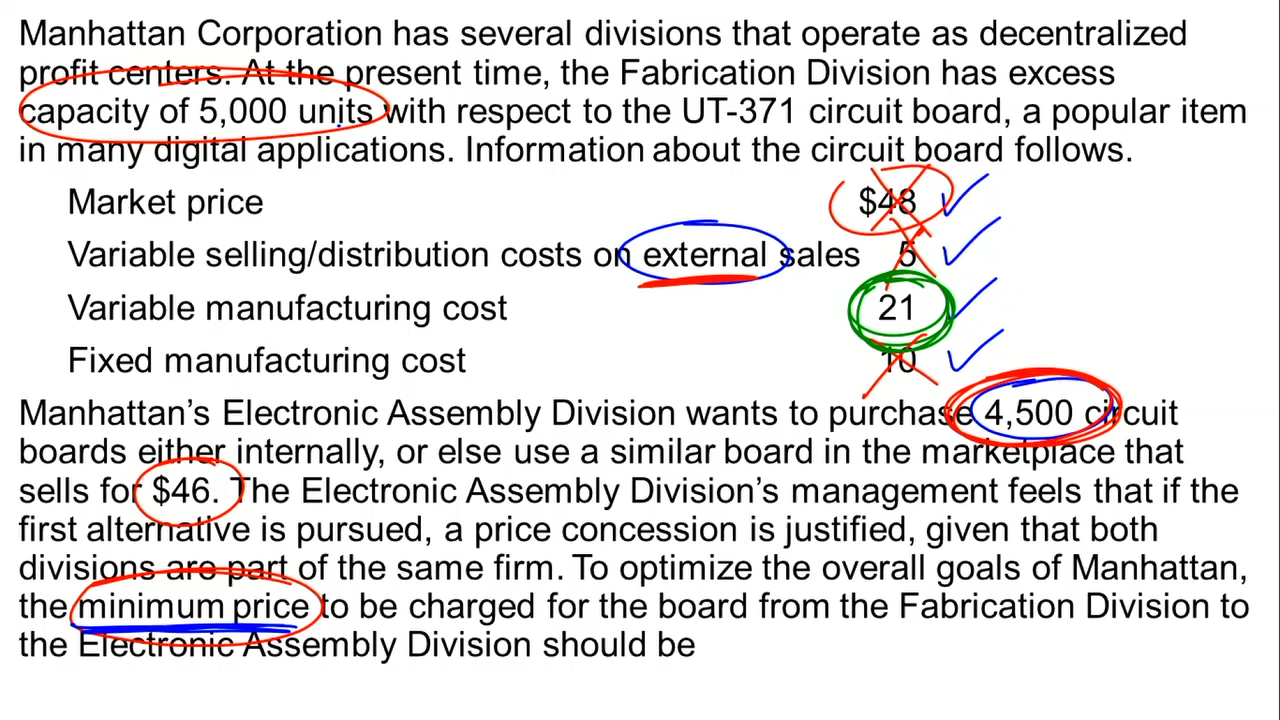 Manhattan Corporation has several divisions that operate as decentralized
profit centers. At the present time, the Fabrication Division has excess
capacity of 5,000 units with respect to the UT-371 circuit board, a popular item
in many digital applications. Information about the circuit board follows.
Market price $48
Variable selling/distribution costs on external sales 5
Variable manufacturing cost 21
Fixed manufacturing cost 10
Manhattan's Electronic Assembly Division wants to purchase 4,500 circuit
boards either internally, or else use a similar board in the marketplace that
sells for $46. The Electronic Assembly Division's management feels that if the
first alternative is pursued, a price concession is justified, given that both
divisions are part of the same firm. To optimize the overall goals of Manhattan,
the minimum price to be charged for the board from the Fabrication Division to
the Electronic Assembly Division should be